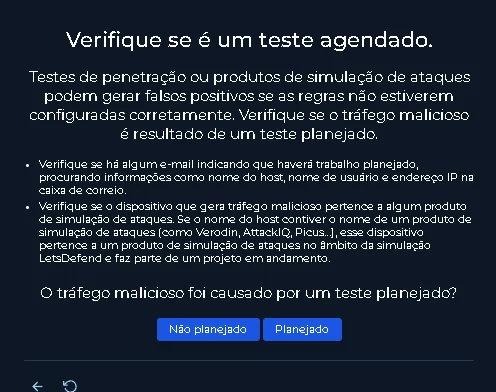 Verifique se é um teste agendado.
Testes de penetração ou produtos de simulação de ataques
podem gerar falsos positivos se as regras não estiverem
configuradas corretamente. Verifique se o tráfego malicioso
é resultado de um teste planejado.
• Verifique se há algum e-mail indicando que haverá trabalho planejado,
procurando informações como nome do host, nome de usuário e endereço IP na
caixa de correio.
• Verifique se o dispositivo que gera tráfego malicioso pertence a algum produto
de simulação de ataques. Se o nome do host contiver o nome de um produto de
simulação de ataques (como Verodin, AttackIQ, Picus...), esse dispositivo
pertence a um produto de simulação de ataques no âmbito da simulação
LetsDefend e faz parte de um projeto em andamento.
O tráfego malicioso foi causado por um teste planejado?
Não planejado Planejado